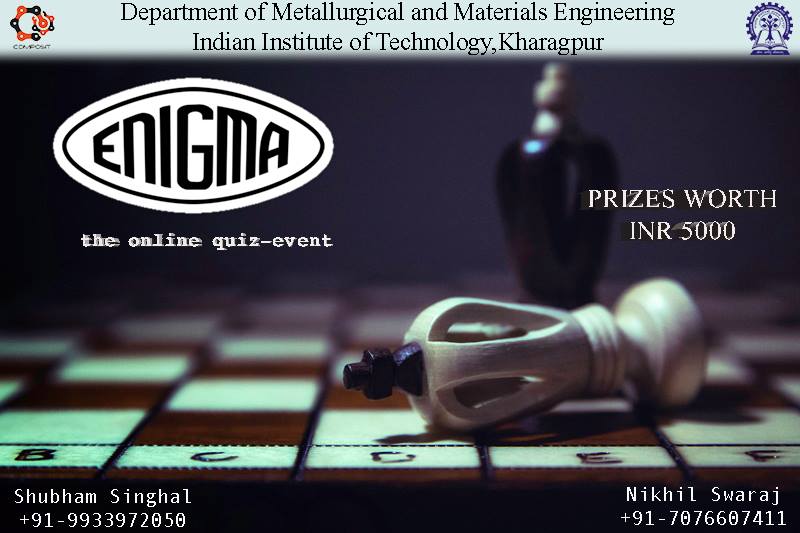 Department of Metallurgical and Materials Engineering
Indian Institute of Technology,Kharagpur
COMPOSIT
ENIGMA
the online quiz-event
PRIZES WORTH
INR 5000
B C D E F
Shubham Singhal
+91-9933972050
Nikhil Swaraj
+91-7076607411